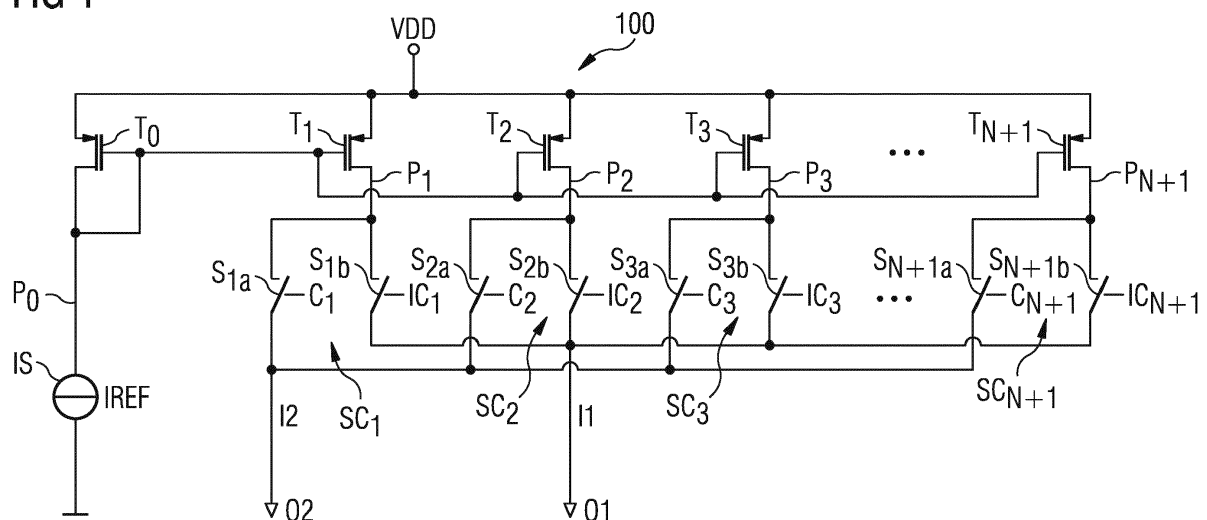 VDD
100
T0
T1
T2
T3
...
TN+1
P1
P2
P3
PN+1
S1a
S1b
S2a
S2b
S3a
S3b
SN+1a
SN+1b
P0
C1
IC1
C2
IC2
C3
IC3
...
CN+1
ICN+1
IS
IREF
I2
SC1
SC2
I1
SC3
SCN+1
O2
O1